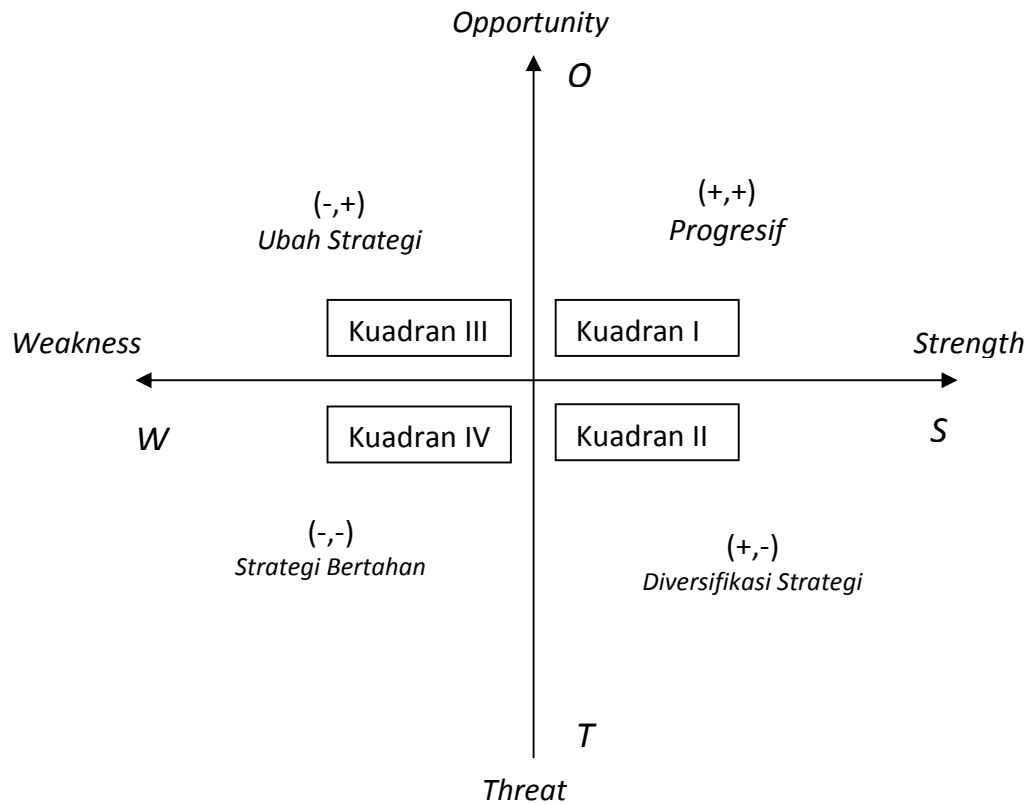 Opportunity
O
(-,+)
Ubah Strategi
(+,+)
Progresif
Kuadran III
Kuadran I
Weakness
Strength
W
Kuadran IV
Kuadran II
S
(-,-)
Strategi Bertahan
(+,-)
Diversifikasi Strategi
T
Threat